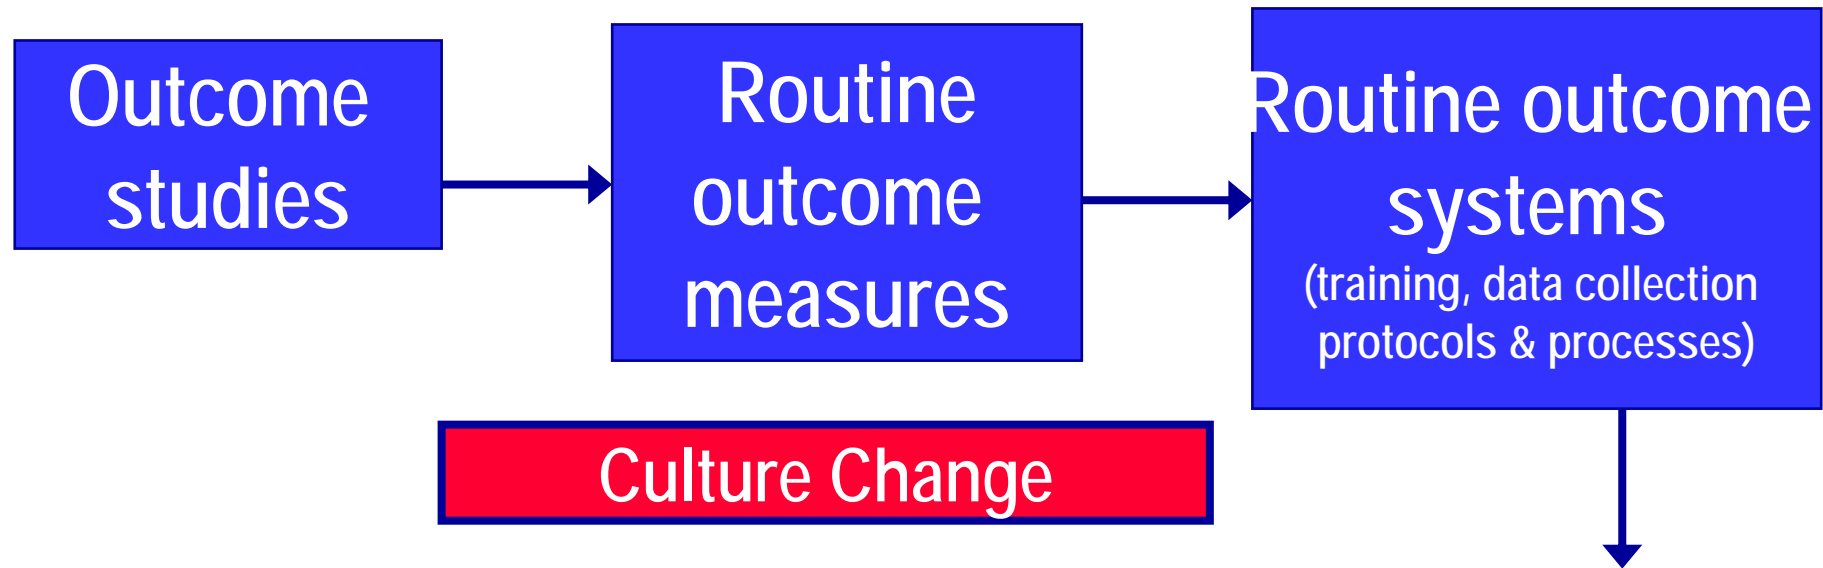 Outcome
studies
Routine
outcome
measures
Routine outcome
systems
(training, data collection
protocols & processes)
Culture Change